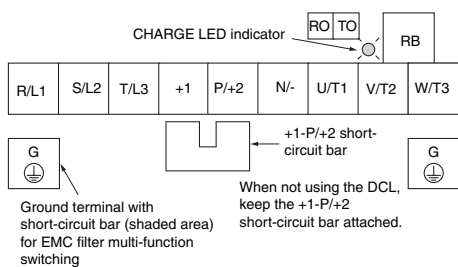 RO TO
CHARGE LED indicator
RB
R/L1 S/L2 T/L3 +1 P/+2 N/- U/T1 V/T2 W/T3
+1-P/+2 short-
circuit bar
G
G
When not using the DCL,
keep the +1-P/+2
short-circuit bar attached.
Ground terminal with
short-circuit bar (shaded area)
for EMC filter multi-function
switching